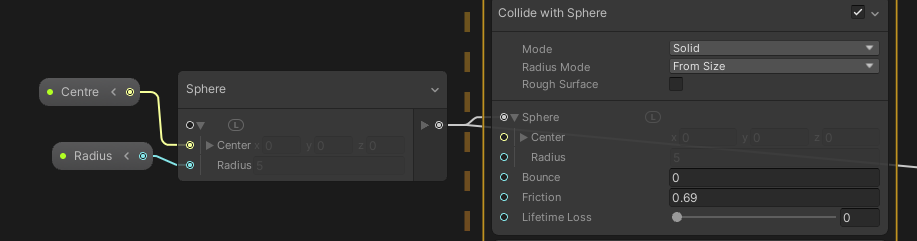 Collide with Sphere
Mode Solid
Radius Mode From Size
Rough Surface
Centre
Sphere
L
Center x 0 y 0 z 0
Radius
Radius 5
Sphere L
Center x 0 y 0 z 0
Radius 5
Bounce 0
Friction 0.69
Lifetime Loss 0